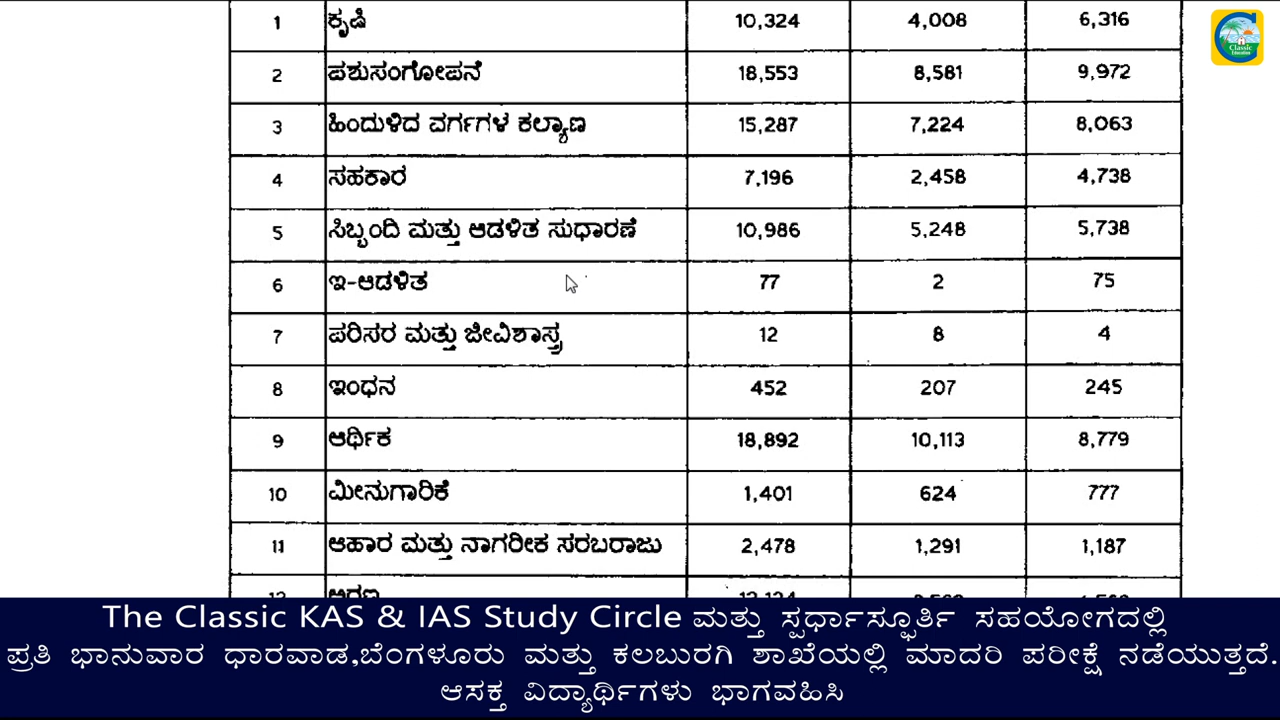 1 ಕೃಷಿ 10,324 4,008 6,316
Classic
Education
2 ಪಶುಸಂಗೋಪನೆ 18,553 8,581 9,972
3 ಹಿಂದುಳಿದ ವರ್ಗಗಳ ಕಲ್ಯಾಣ 15,287 7,224 8,063
4 ಸಹಕಾರ 7,196 2,458 4,738
5 ಸಿಬ್ಬಂದಿ ಮತ್ತು ಆಡಳಿತ ಸುಧಾರಣೆ 10,986 5,248 5,738
6 ಇ-ಆಡಳಿತ 77 2 75
7 ಪರಿಸರ ಮತ್ತು ಜೀವಿಶಾಸ್ತ್ರ 12 8 4
8 ಇಂಧನ 452 207 245
9 ಆರ್ಥಿಕ 18,892 10,113 8,779
10 ಮೀನುಗಾರಿಕೆ 1,401 624 777
11 ಆಹಾರ ಮತ್ತು ನಾಗರೀಕ ಸರಬರಾಜು 2,478 1,291 1,187
The Classic KAS & IAS Study Circle ಮತ್ತು ಸ್ಪರ್ಧಾಸ್ಫೂರ್ತಿ ಸಹಯೋಗದಲ್ಲಿ
ಪ್ರತಿ ಭಾನುವಾರ ಧಾರವಾಡ,ಬೆಂಗಳೂರು ಮತ್ತು ಕಲಬುರಗಿ ಶಾಖೆಯಲ್ಲಿ ಮಾದರಿ ಪರೀಕ್ಷೆ ನಡೆಯುತ್ತದೆ.
ಆಸಕ್ತ ವಿದ್ಯಾರ್ಥಿಗಳು ಭಾಗವಹಿಸಿ